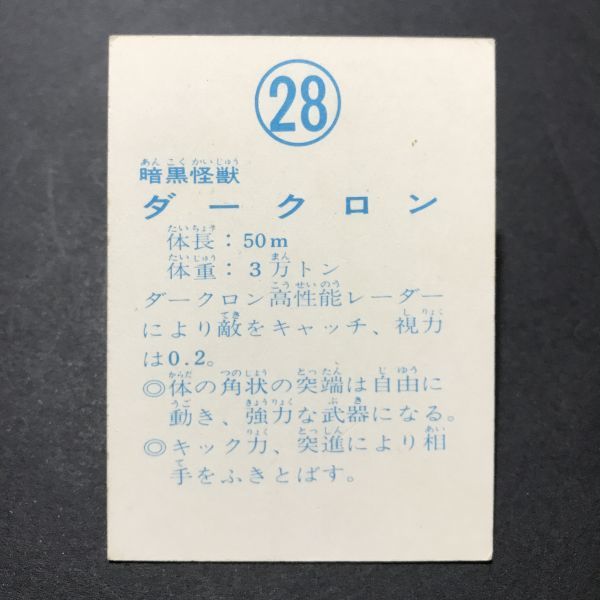 28
あんこくかいじゅう
暗黒怪獣
ダークロン
たいちょう
体長：50m
たいじゅう まん
体重：3万トン
こうせいのう
ダークロン高性能レーダー
てき しりょく
により敵をキャッチ、視力
は0.2。
からだ つのじょう とったん じゆう
◎体の角状の突端は自由に
うご きょうりょく ぶき
動き、強力な武器になる。
りょく とっしん あい
◎キック力、突進により相
て
手をふきとばす。